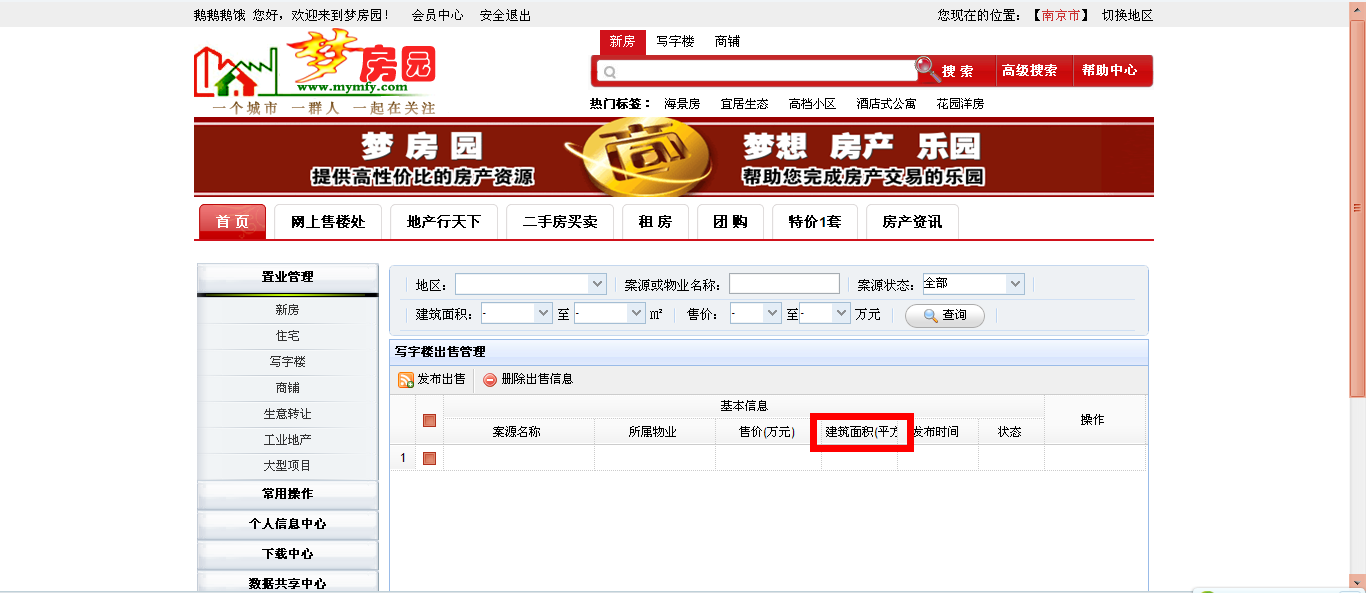 鹅鹅鹅饿 您好，欢迎来到梦房园！ 会员中心 安全退出
您现在的位置：【南京市】 切换地区
梦房园
www.mymfy.com
一个城市 一群人 一起在关注
新房 写字楼 商铺
搜 索 高级搜索 帮助中心
热门标签： 海景房 宜居生态 高档小区 酒店式公寓 花园洋房
梦 房 园
提供高性价比的房产资源
梦想 房产 乐园
帮助您完成房产交易的乐园
首 页 网上售楼处 地产行天下 二手房买卖 租 房 团 购 特价1套 房产资讯
置业管理
新房
住宅
写字楼
商铺
生意转让
工业地产
大型项目
常用操作
个人信息中心
下载中心
数据共享中心
地区： 案源或物业名称： 案源状态： 全部
建筑面积： - 至 - m² 售价： - 至 - 万元 查询
写字楼出售管理
发布出售 删除出售信息
基本信息 操作
案源名称 所属物业 售价(万元) 建筑面积(平方 发布时间 状态
1